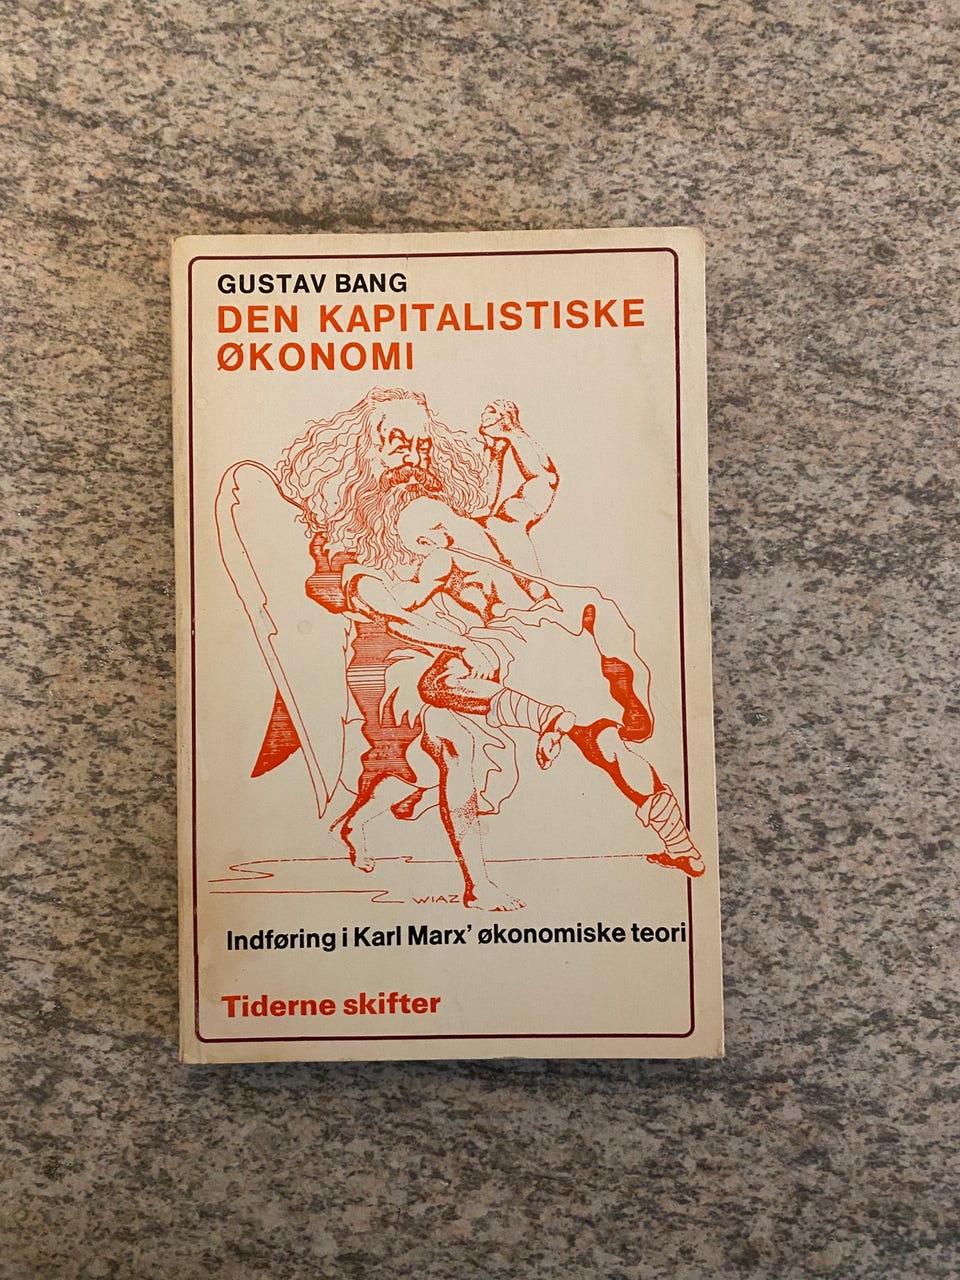 GUSTAV BANG
DEN KAPITALISTISKE
ØKONOMI
WIAZ
Indføring i Karl Marx' økonomiske teori
Tiderne skifter